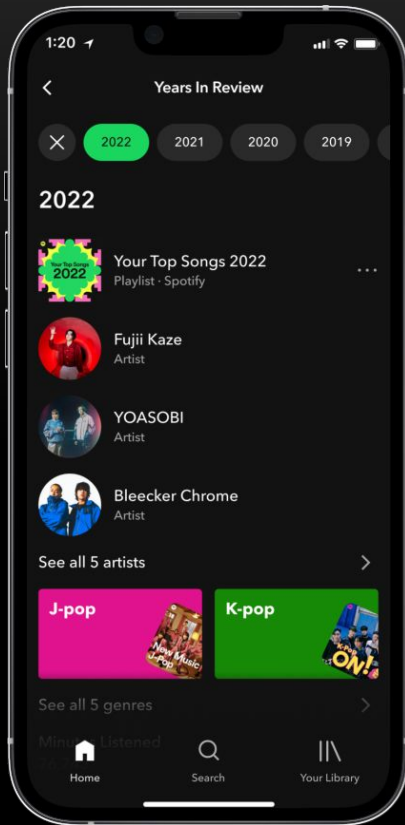 1:20
Years In Review
2022
2021
2020
2019
2022
Your Top Songs
2022
Your Top Songs 2022
Playlist · Spotify
Fujii Kaze
Artist
YOASOBI
Artist
Bleecker Chrome
Artist
See all 5 artists
J-pop
New Music
J-Pop
K-pop
K-Pop
ON!
See all 5 genres
Minutes Listened
Home
Search
Your Library